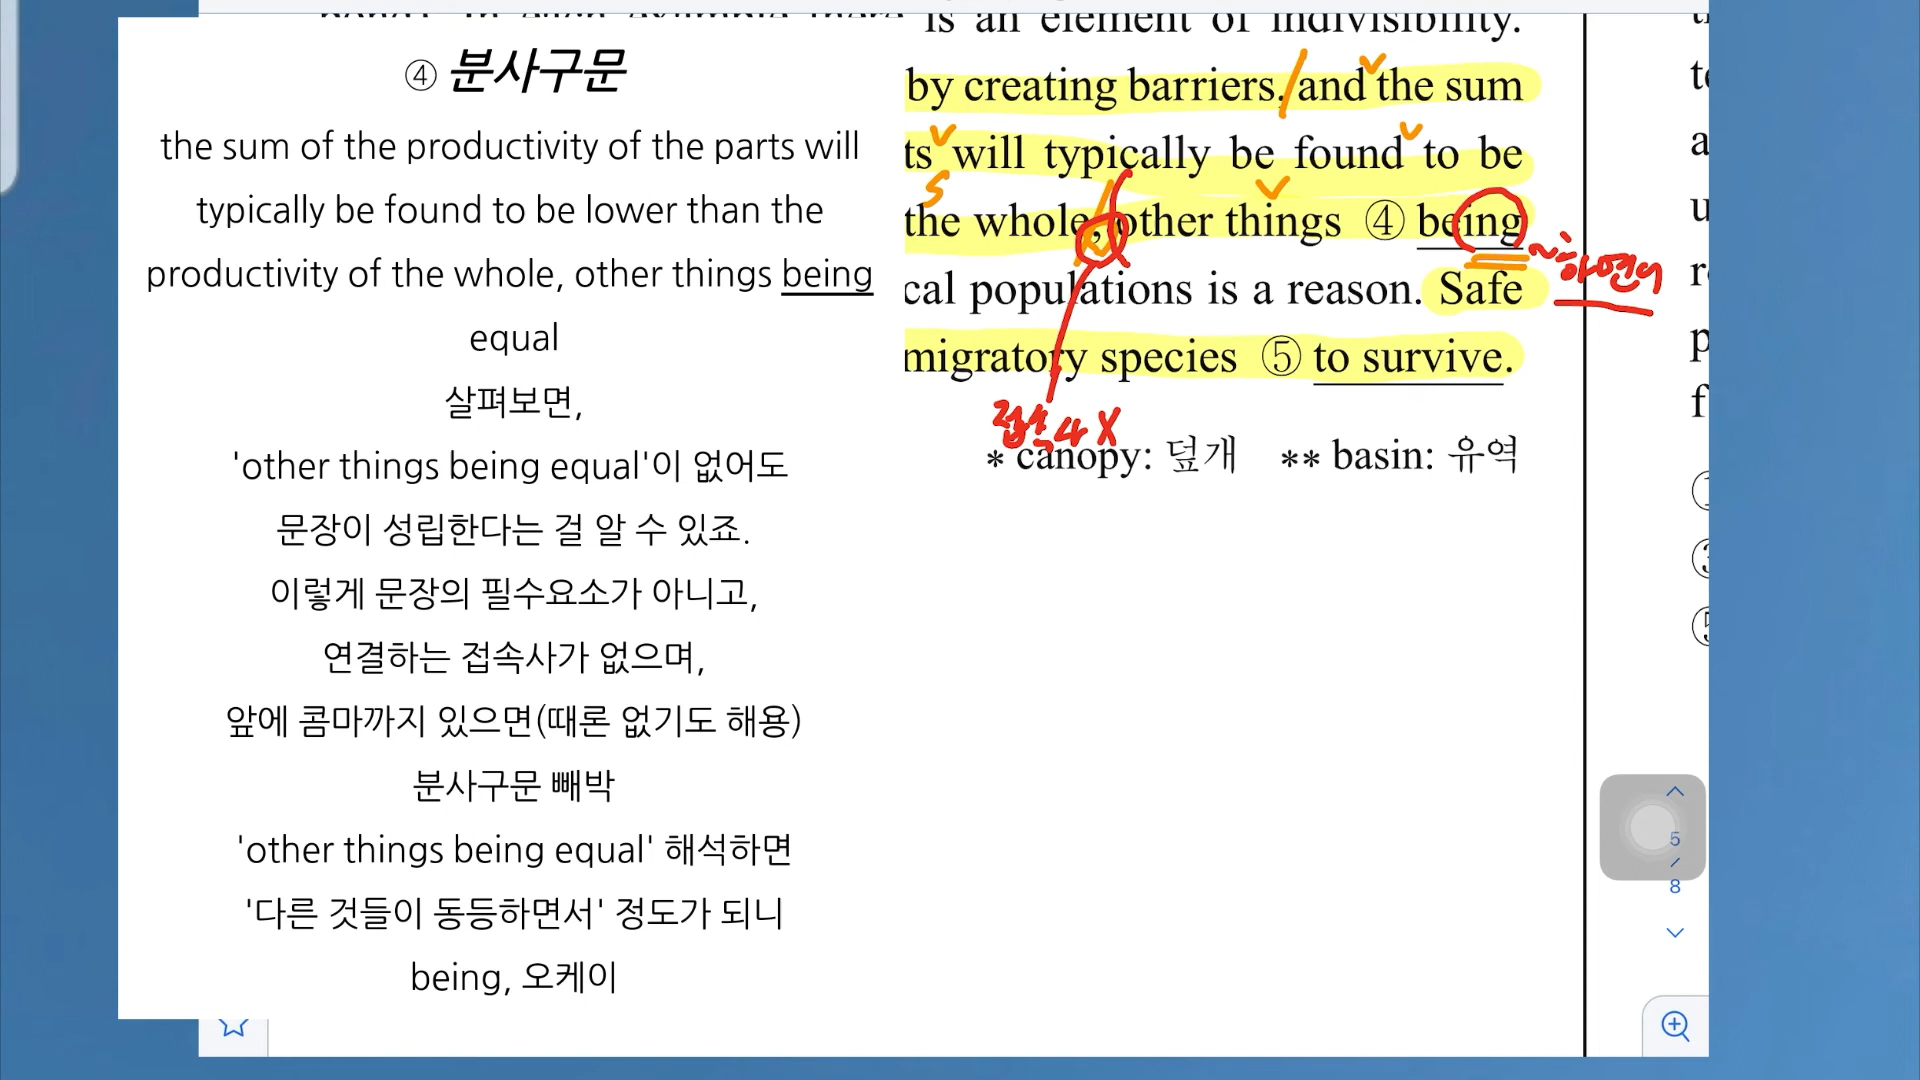 ④ 분사구문
the sum of the productivity of the parts will
typically be found to be lower than the
productivity of the whole, other things being
equal
살펴보면,
'other things being equal'이 없어도
문장이 성립한다는 걸 알 수 있죠.
이렇게 문장의 필수요소가 아니고,
연결하는 접속사가 없으며,
앞에 콤마까지 있으면(때론 없기도 해용)
분사구문 빼박
'other things being equal' 해석하면
'다른 것들이 동등하면서' 정도가 되니
being, 오케이
is an element of indivisibility.
by creating barriers, and the sum
ts will typically be found to be
s
the whole, other things ④ being
~하면서
cal populations is a reason. Safe
migratory species ⑤ to survive.
접속사 X
* canopy: 덮개 ** basin: 유역
5
/
8